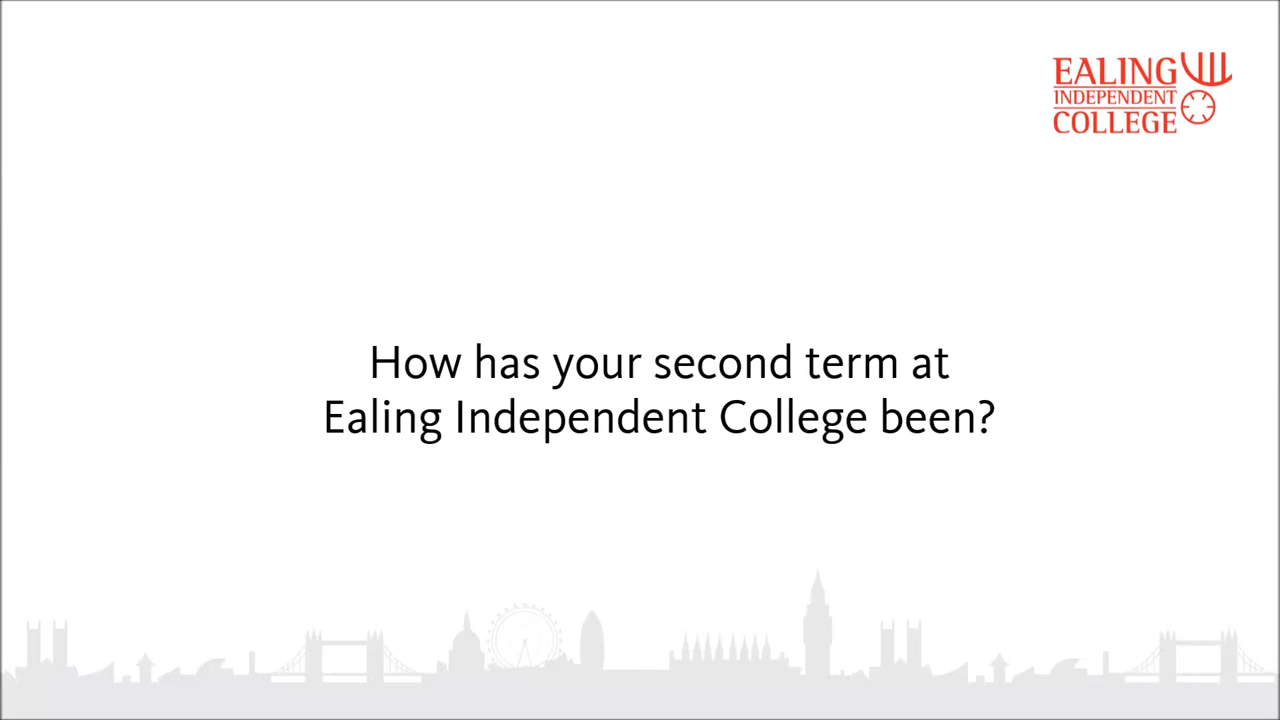 EALING
INDEPENDENT
COLLEGE
How has your second term at
Ealing Independent College been?